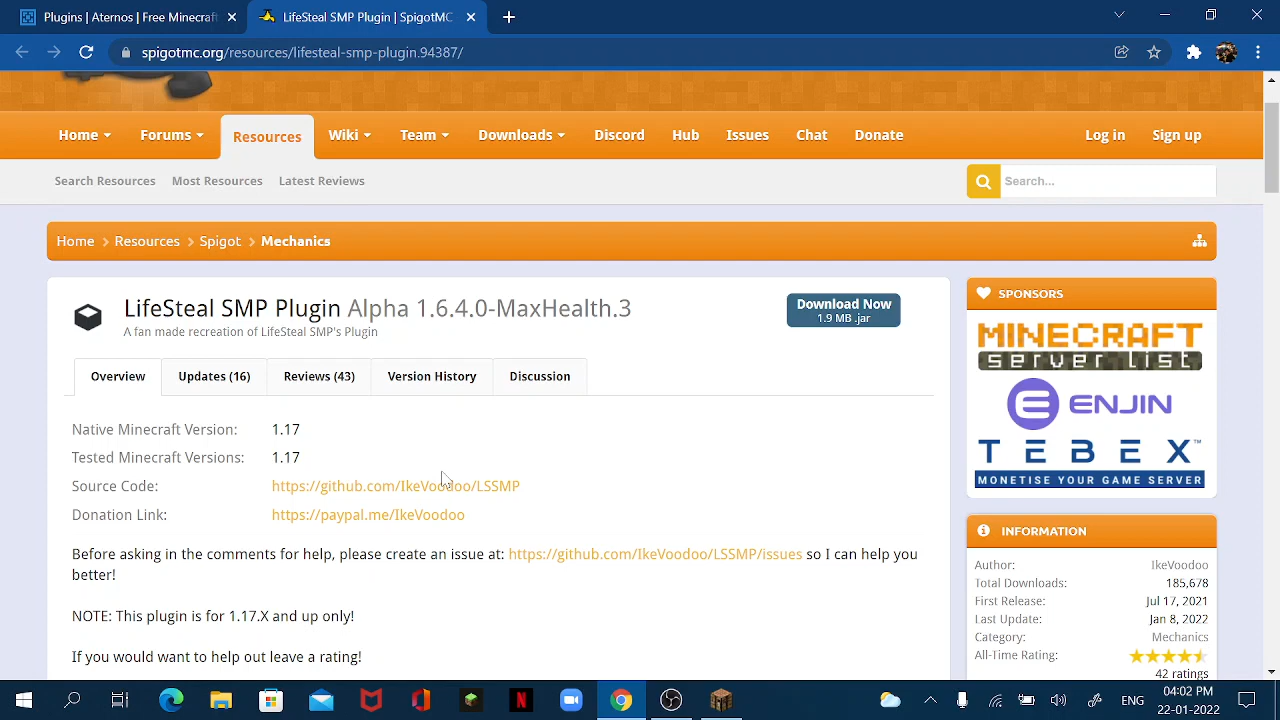 Plugins | Aternos | Free Minecraft
LifeSteal SMP Plugin | SpigotMC
spigotmc.org/resources/lifesteal-smp-plugin.94387/
Home
Forums
Resources
Wiki
Team
Downloads
Discord
Hub
Issues
Chat
Donate
Log in
Sign up
Search Resources
Most Resources
Latest Reviews
Search...
Home
Resources
Spigot
Mechanics
LifeSteal SMP Plugin Alpha 1.6.4.0-MaxHealth.3
A fan made recreation of LifeSteal SMP's Plugin
Download Now
1.9 MB .jar
Overview
Updates (16)
Reviews (43)
Version History
Discussion
Native Minecraft Version: 1.17
Tested Minecraft Versions: 1.17
Source Code: https://github.com/IkeVoodoo/LSSMP
Donation Link: https://paypal.me/IkeVoodoo
Before asking in the comments for help, please create an issue at: https://github.com/IkeVoodoo/LSSMP/issues so I can help you
better!
NOTE: This plugin is for 1.17.X and up only!
If you would want to help out leave a rating!
SPONSORS
MINECRAFT
server list
ENJIN
TEBEX™
MONETISE YOUR GAME SERVER
INFORMATION
Author: IkeVoodoo
Total Downloads: 185,678
First Release: Jul 17, 2021
Last Update: Jan 8, 2022
Category: Mechanics
All-Time Rating:
42 ratings
ENG
04:02 PM
22-01-2022